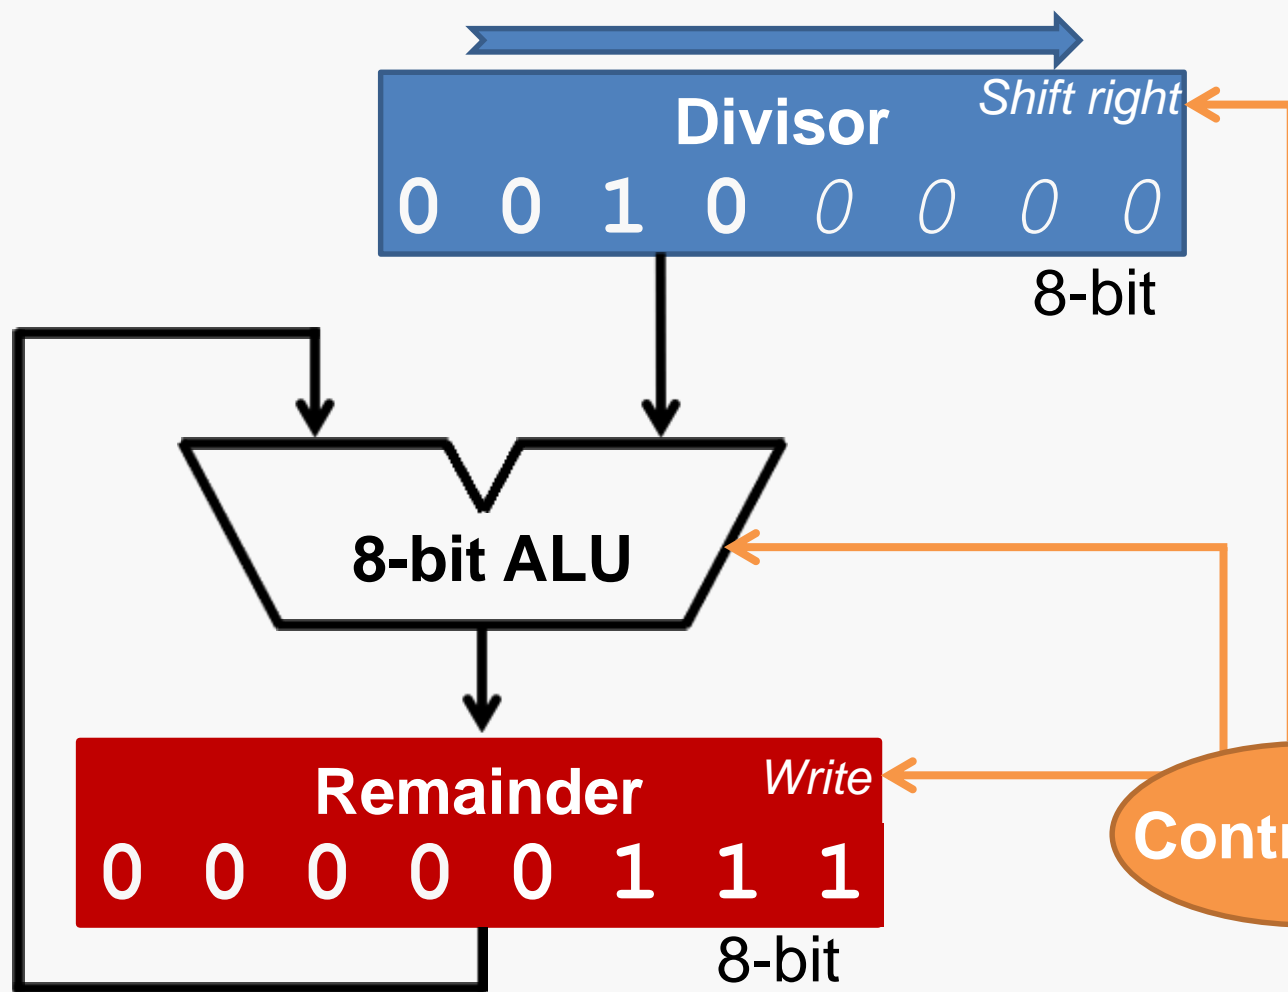 Shift right
Divisor
0 0 1 0 0 0 0 0
8-bit
8-bit ALU
Write
Remainder
0 0 0 0 0 1 1 1
8-bit